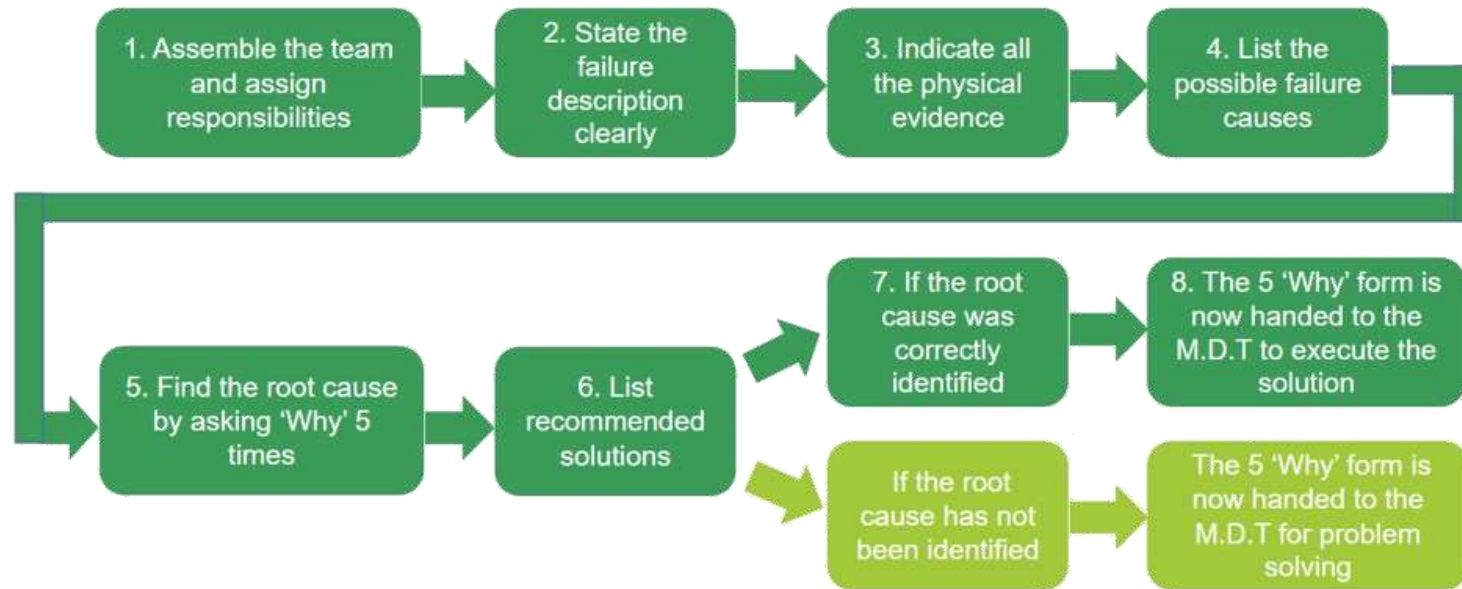 1. Assemble the team
and assign
responsibilities
2. State the
failure
description
clearly
3. Indicate all
the physical
evidence
4. List the
possible failure
causes
5. Find the root cause
by asking ‘Why’ 5
times
6. List
recommended
solutions
7. If the root
cause was
correctly
identified
8. The 5 ‘Why’ form is
now handed to the
M.D.T to execute the
solution
If the root
cause has not
been identified
The 5 ‘Why’ form is
now handed to the
M.D.T for problem
solving